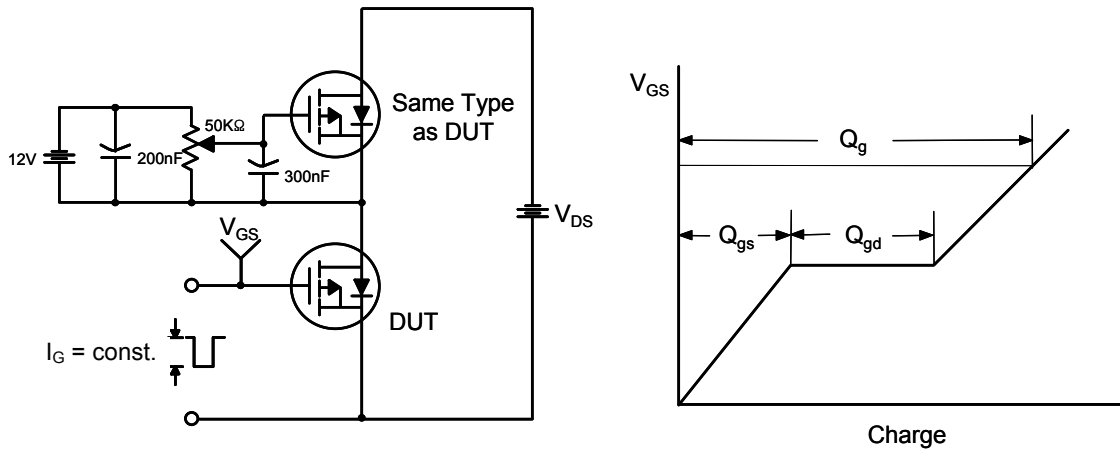 12V
200nF
50KΩ
300nF
Same Type
as DUT
V_GS
DUT
I_G = const.
V_DS
V_GS
Q_g
Q_gs
Q_gd
Charge